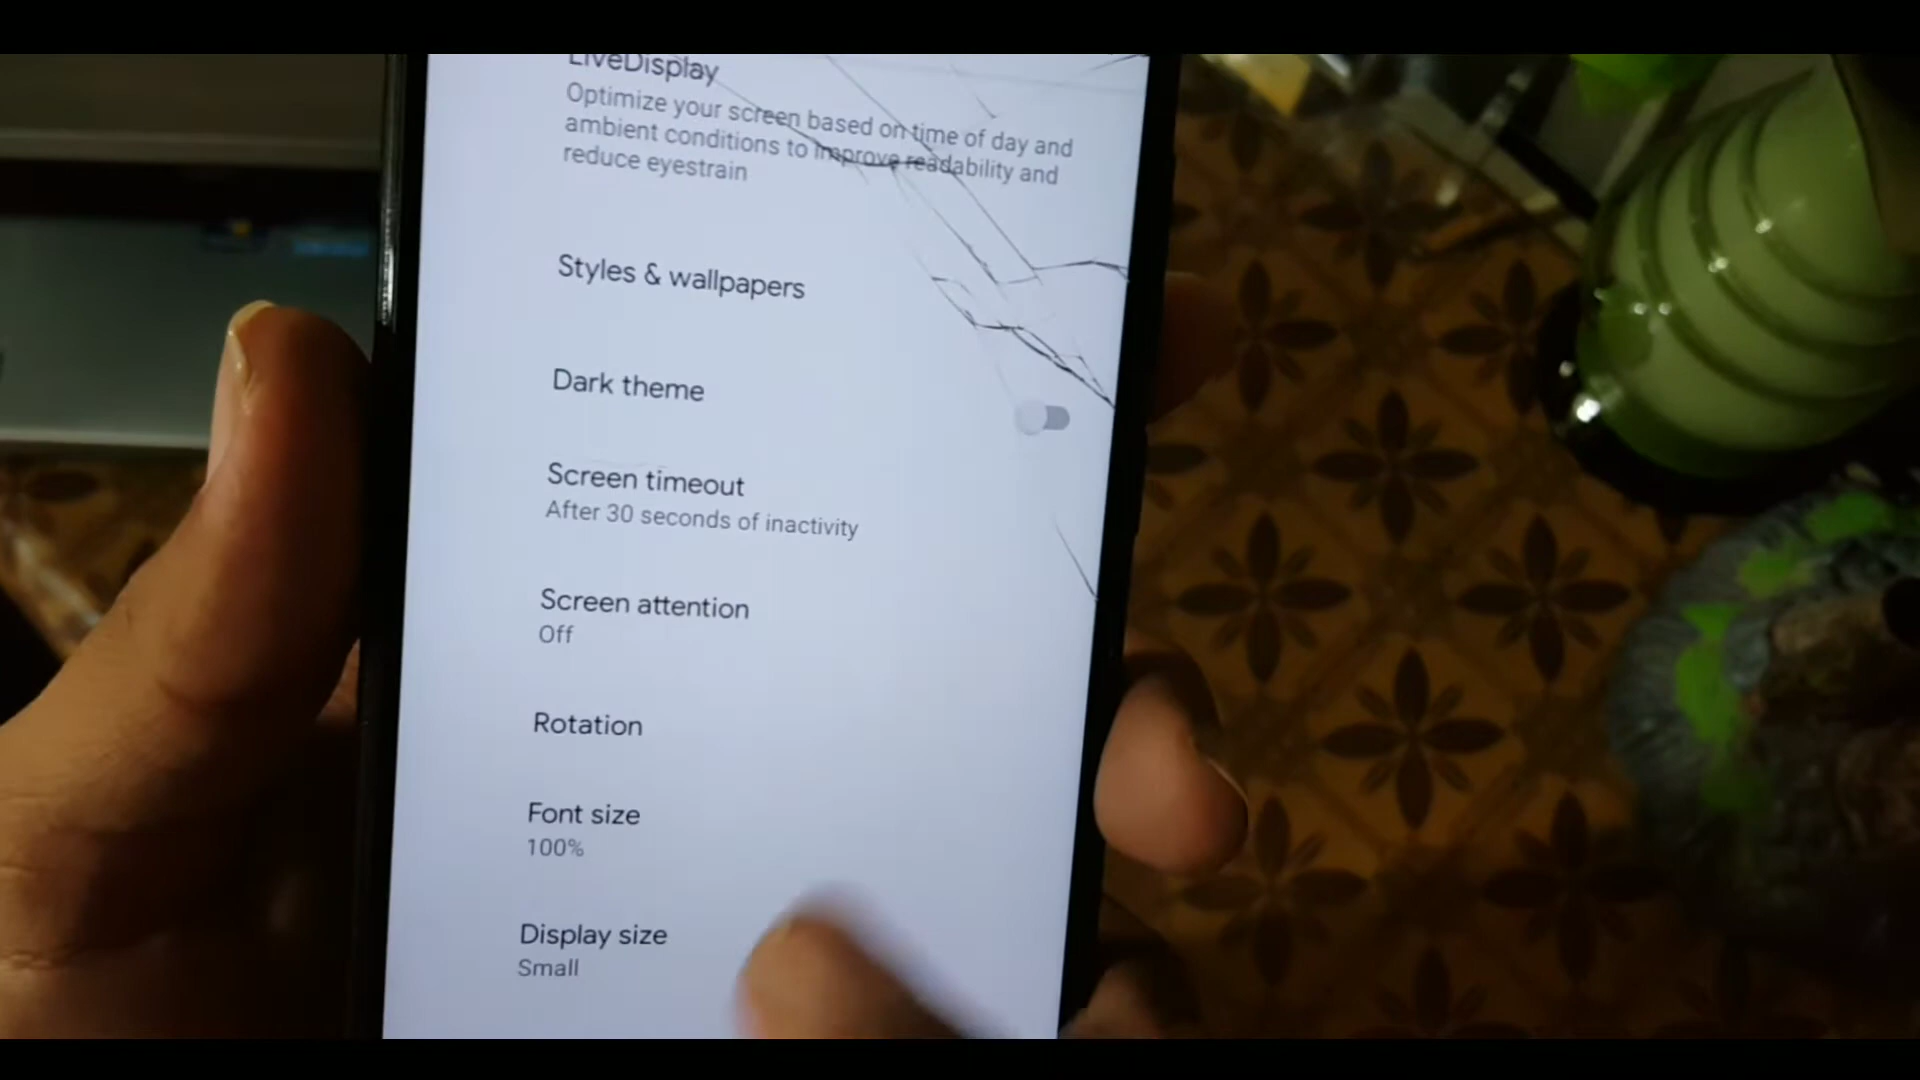 LiveDisplay
Optimize your screen based on time of day and
ambient conditions to improve readability and
reduce eyestrain
Styles & wallpapers
Dark theme
Screen timeout
After 30 seconds of inactivity
Screen attention
Off
Rotation
Font size
100%
Display size
Small